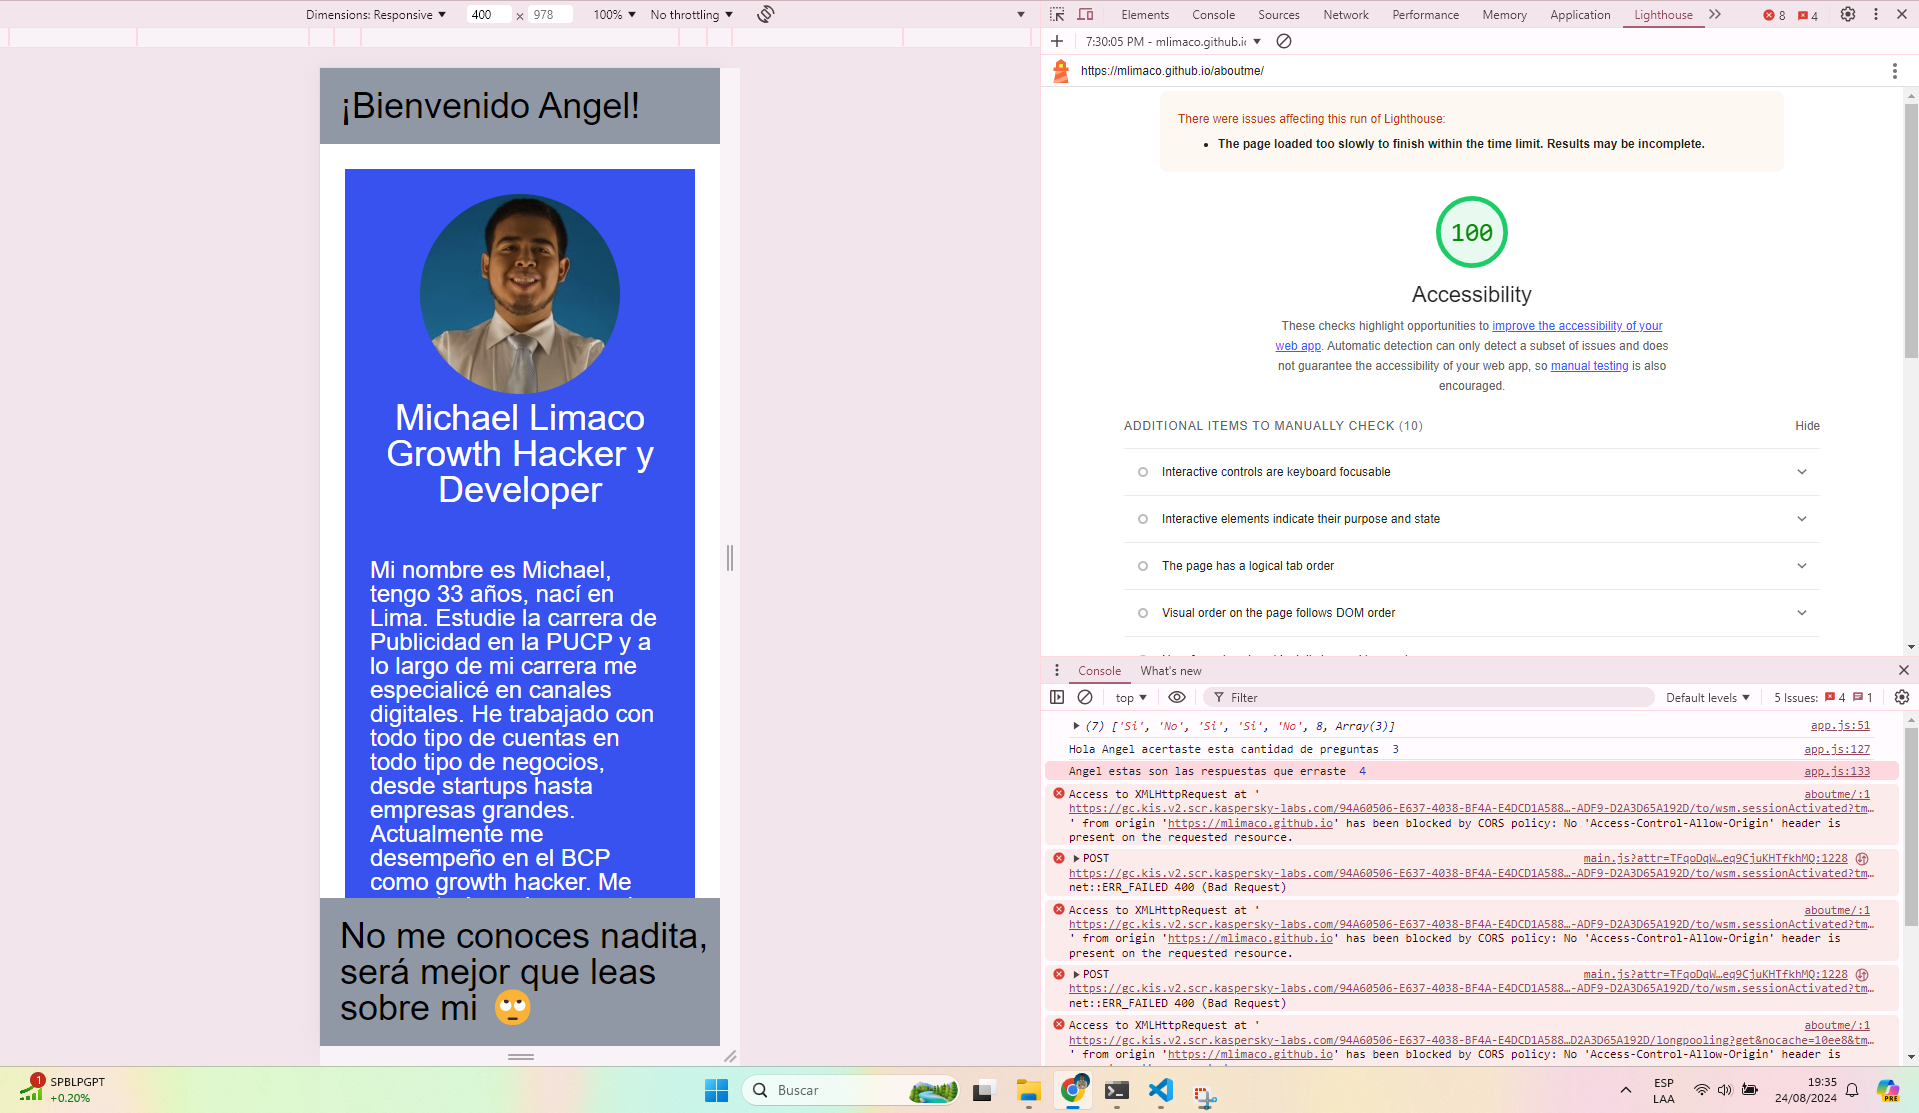 Dimensions: Responsive
400 × 978
100%
No throttling
¡Bienvenido Angel!
Michael Limaco
Growth Hacker y
Developer
Mi nombre es Michael,
tengo 33 años, nací en
Lima. Estudie la carrera de
Publicidad en la PUCP y a
lo largo de mi carrera me
especialicé en canales
digitales. He trabajado con
todo tipo de cuentas en
todo tipo de negocios,
desde startups hasta
empresas grandes.
Actualmente me
desempeño en el BCP
como growth hacker. Me
No me conoces nadita,
será mejor que leas
sobre mi 🙄
Elements
Console
Sources
Network
Performance
Memory
Application
Lighthouse
8
4
7:30:05 PM - mlimaco.github.ic
https://mlimaco.github.io/aboutme/
There were issues affecting this run of Lighthouse:
• The page loaded too slowly to finish within the time limit. Results may be incomplete.
100
Accessibility
These checks highlight opportunities to improve the accessibility of your
web app. Automatic detection can only detect a subset of issues and does
not guarantee the accessibility of your web app, so manual testing is also
encouraged.
ADDITIONAL ITEMS TO MANUALLY CHECK (10)
Hide
Interactive controls are keyboard focusable
Interactive elements indicate their purpose and state
The page has a logical tab order
Visual order on the page follows DOM order
Console
What's new
top
Filter
Default levels
5 Issues: 4 1
(7) ['Si', 'No', 'Si', 'Si', 'No', 8, Array(3)]
app.js:51
Hola Angel acertaste esta cantidad de preguntas 3
app.js:127
Angel estas son las respuestas que erraste 4
app.js:133
Access to XMLHttpRequest at '
aboutme/:1
https://gc.kis.v2.scr.kaspersky-labs.com/94A60506-E637-4038-BF4A-E4DCD1A588…-ADF9-D2A3D65A192D/to/wsm.sessionActivated?tm…
' from origin 'https://mlimaco.github.io' has been blocked by CORS policy: No 'Access-Control-Allow-Origin' header is
present on the requested resource.
POST
main.js?attr=TFqoDqW…eq9CjuKHTfkhMQ:1228
https://gc.kis.v2.scr.kaspersky-labs.com/94A60506-E637-4038-BF4A-E4DCD1A588…-ADF9-D2A3D65A192D/to/wsm.sessionActivated?tm…
net::ERR_FAILED 400 (Bad Request)
Access to XMLHttpRequest at '
aboutme/:1
https://gc.kis.v2.scr.kaspersky-labs.com/94A60506-E637-4038-BF4A-E4DCD1A588…-ADF9-D2A3D65A192D/to/wsm.sessionActivated?tm…
' from origin 'https://mlimaco.github.io' has been blocked by CORS policy: No 'Access-Control-Allow-Origin' header is
present on the requested resource.
POST
main.js?attr=TFqoDqW…eq9CjuKHTfkhMQ:1228
https://gc.kis.v2.scr.kaspersky-labs.com/94A60506-E637-4038-BF4A-E4DCD1A588…-ADF9-D2A3D65A192D/to/wsm.sessionActivated?tm…
net::ERR_FAILED 400 (Bad Request)
Access to XMLHttpRequest at '
aboutme/:1
https://gc.kis.v2.scr.kaspersky-labs.com/94A60506-E637-4038-BF4A-E4DCD1A588…D2A3D65A192D/longpooling?get&nocache=10ee8&tm…
' from origin 'https://mlimaco.github.io' has been blocked by CORS policy: No 'Access-Control-Allow-Origin' header is
1
SPBLPGPT
+0.20%
Buscar
ESP
LAA
19:35
24/08/2024
PRE